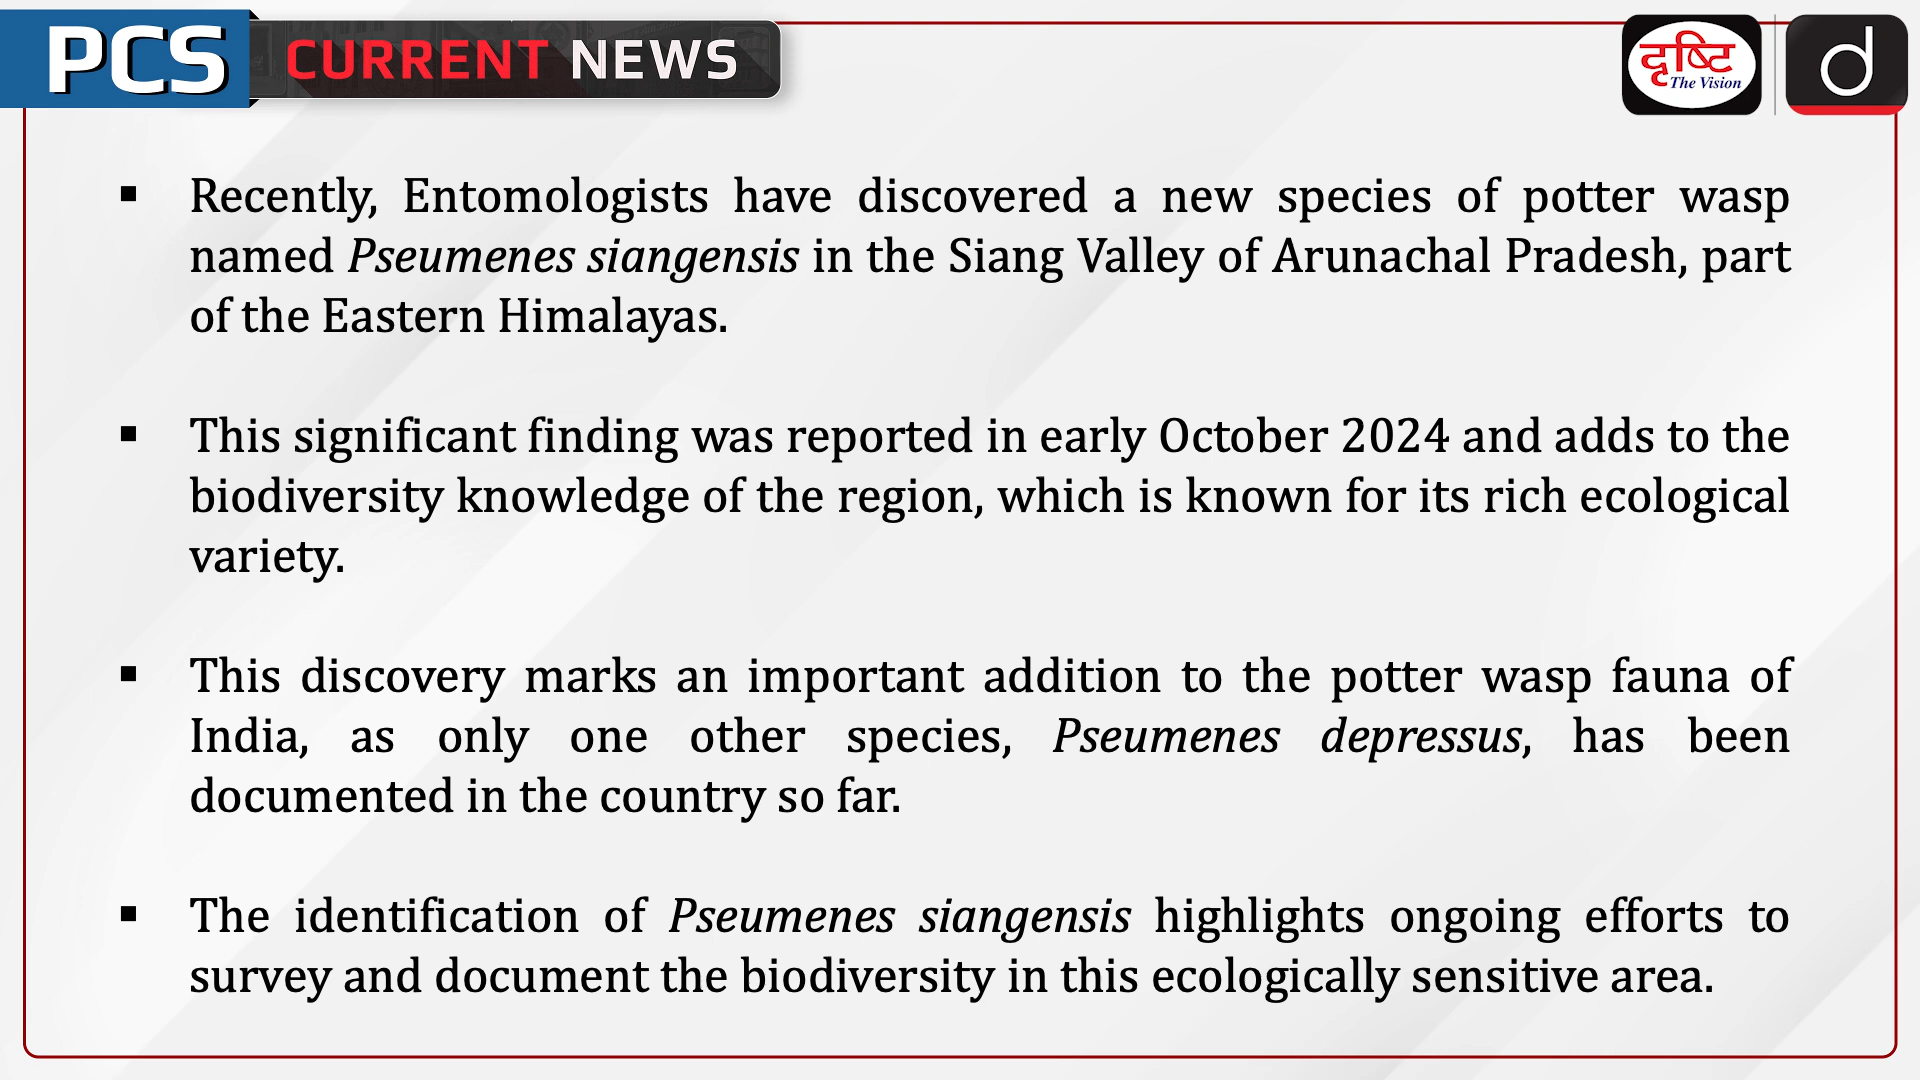 PCS CURRENT NEWS
दृष्टि
The Vision
d
▪ Recently, Entomologists have discovered a new species of potter wasp
named Pseumenes siangensis in the Siang Valley of Arunachal Pradesh, part
of the Eastern Himalayas.
▪ This significant finding was reported in early October 2024 and adds to the
biodiversity knowledge of the region, which is known for its rich ecological
variety.
▪ This discovery marks an important addition to the potter wasp fauna of
India, as only one other species, Pseumenes depressus, has been
documented in the country so far.
▪ The identification of Pseumenes siangensis highlights ongoing efforts to
survey and document the biodiversity in this ecologically sensitive area.